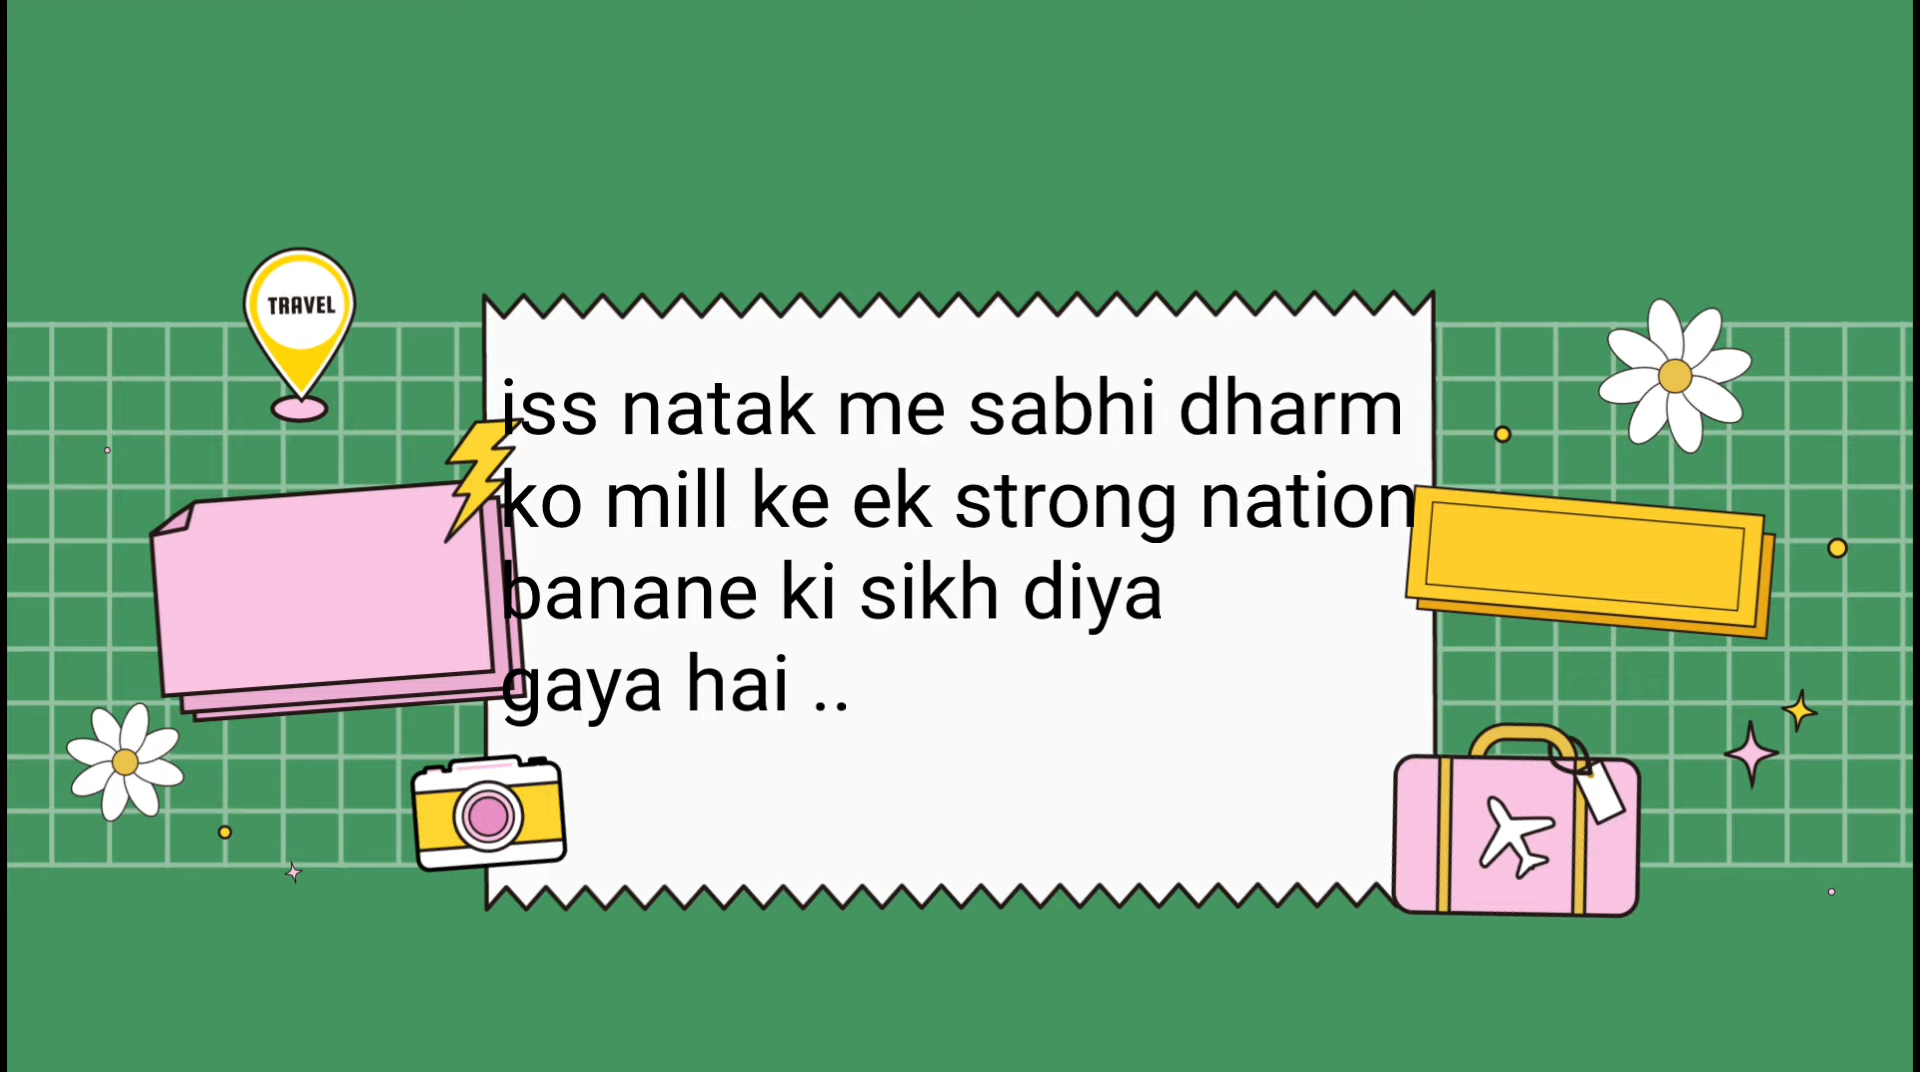 TRAVEL
iss natak me sabhi dharm
ko mill ke ek strong nation
banane ki sikh diya
gaya hai ..